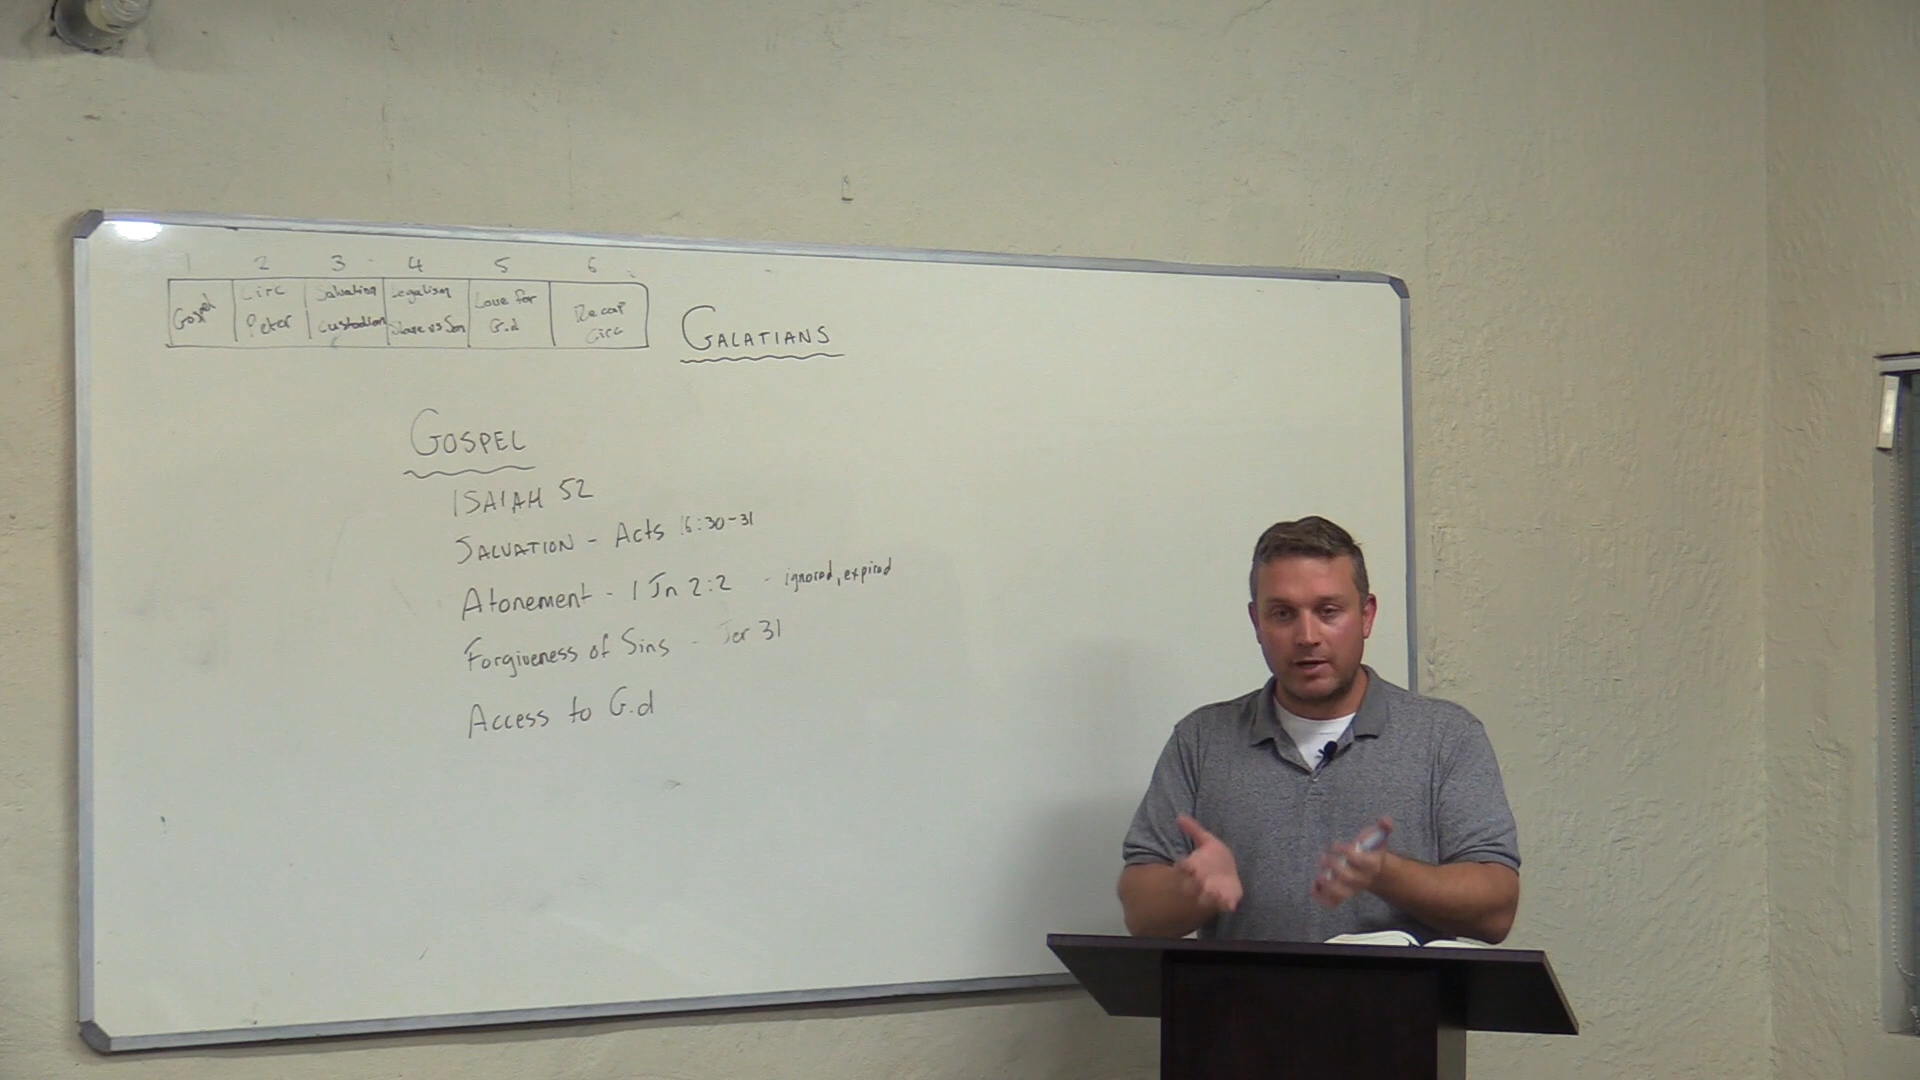 1 2 3 4 5 6
Gospel Circ Salvation Legalism Love for Recap
Peter Custodian Slave vs Son G.d Circ
GALATIANS
GOSPEL
ISAIAH 52
SALVATION - Acts 16:30-31
Atonement - 1 Jn 2:2 - ignored, expired
Forgiveness of Sins - Jer 31
Access to G.d